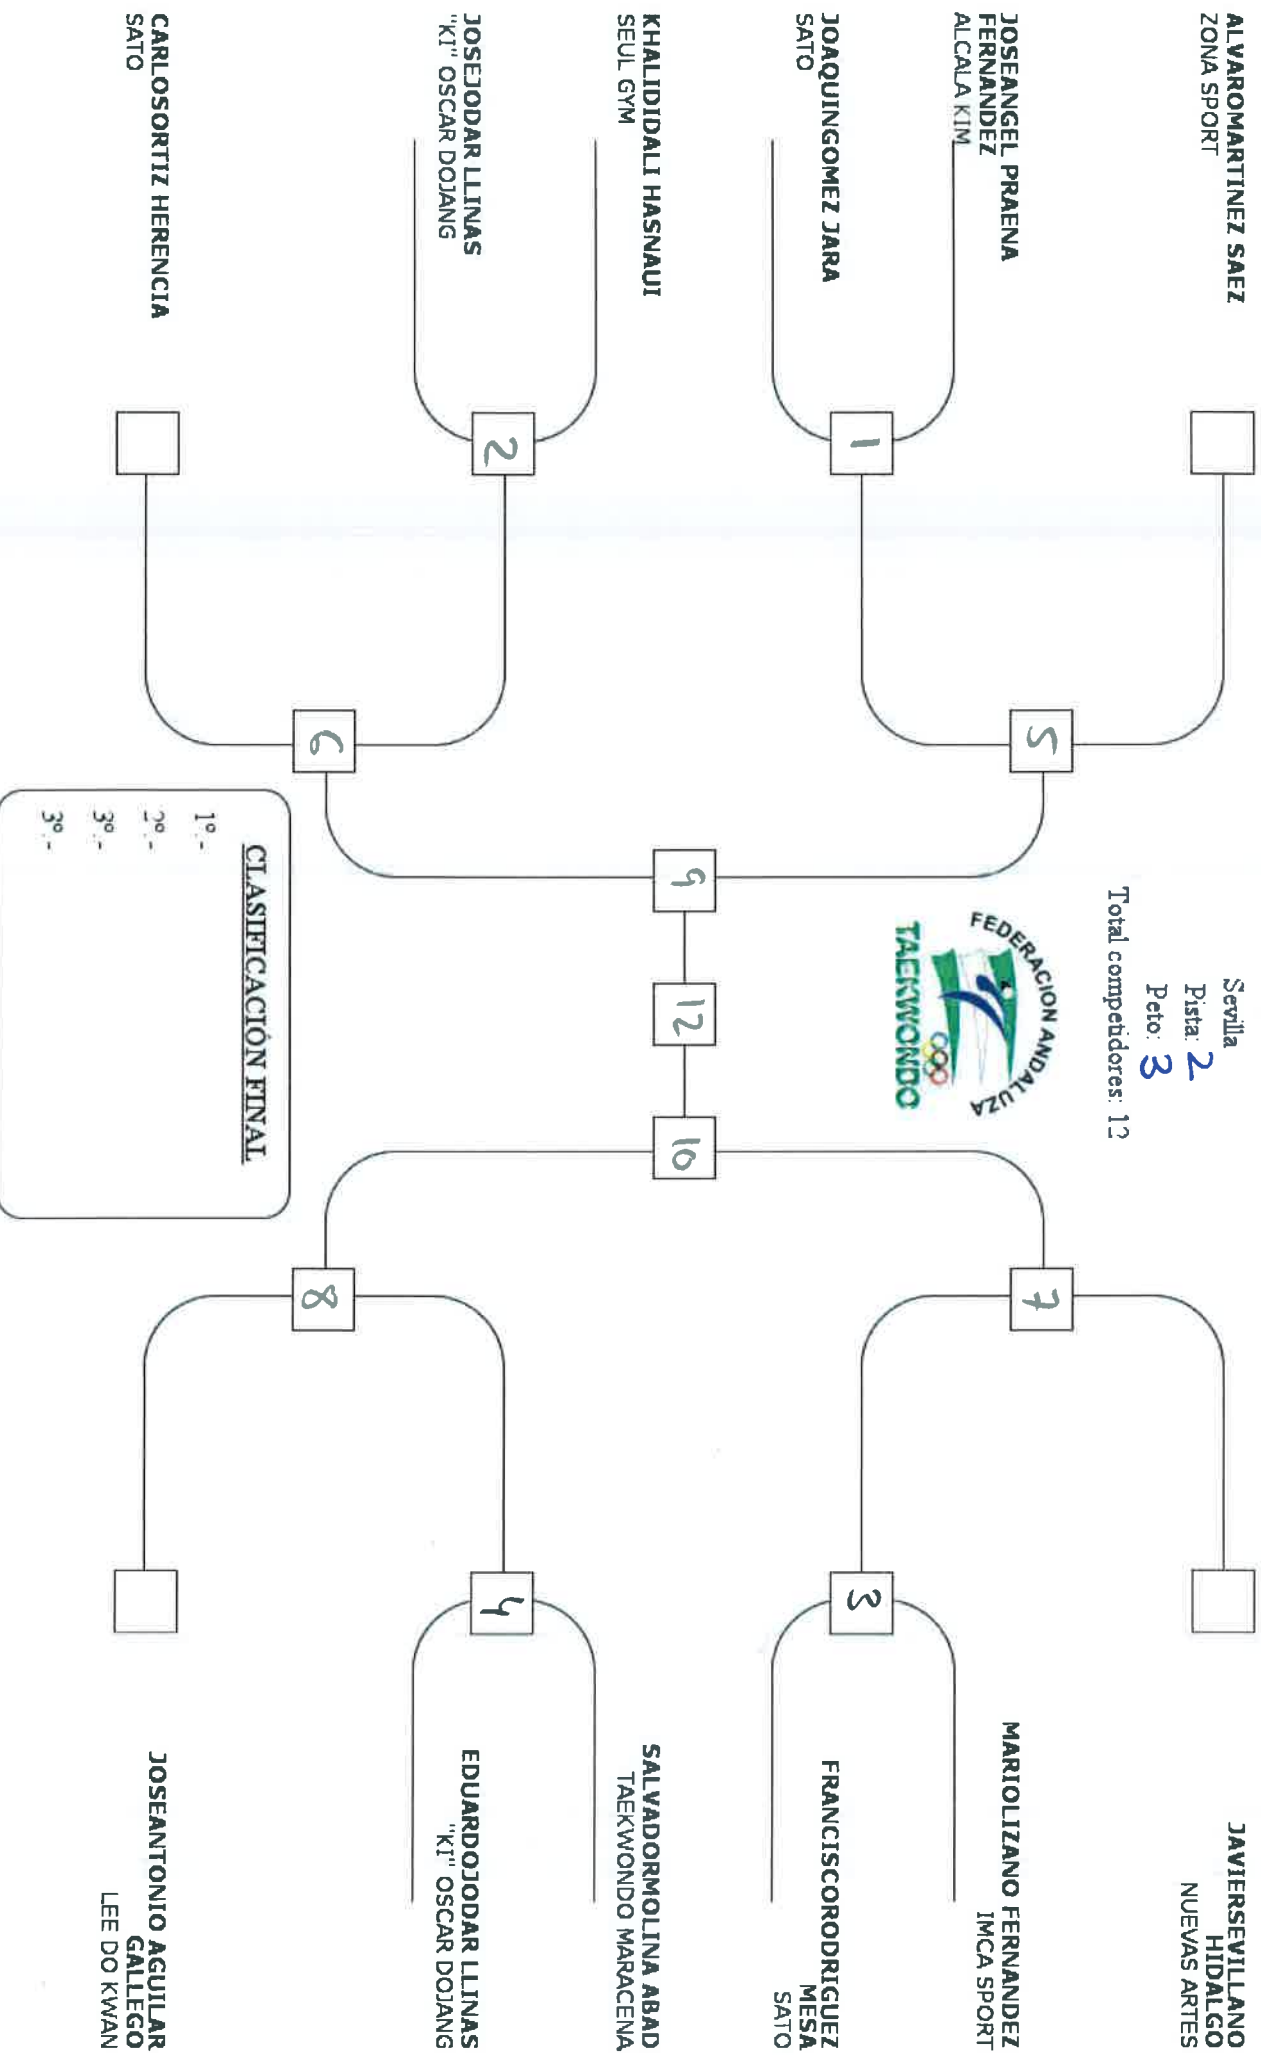 Sevilla
Pista: 2
Peto: 3
Total competidores: 12
FEDERACION ANDALUZA
TAEKWONDO
ALVAROMARTINEZ SAEZ
ZONA SPORT
JOSEANGEL PRAENA
FERNANDEZ
ALCALA KIM
JOAQUINGOMEZ JARA
SATO
KHALIDIDALI HASNAUI
SEUL GYM
JOSEJODAR LLINAS
"KI" OSCAR DOJANG
CARLOSORTIZ HERENCIA
SATO
1
2
5
6
9
12
10
7
8
3
4
JAVIERSEVILLANO
HIDALGO
NUEVAS ARTES
MARIOLIZANO FERNANDEZ
IMCA SPORT
FRANCISCORODRIGUEZ
MESA
SATO
SALVADORMOLINA ABAD
TAEKWONDO MARACENA
EDUARDOJODAR LLINAS
"KI" OSCAR DOJANG
JOSEANTONIO AGUILAR
GALLEGO
LEE DO KWAN
CLASIFICACIÓN FINAL
1º.-
2º.-
3º.-
3º.-